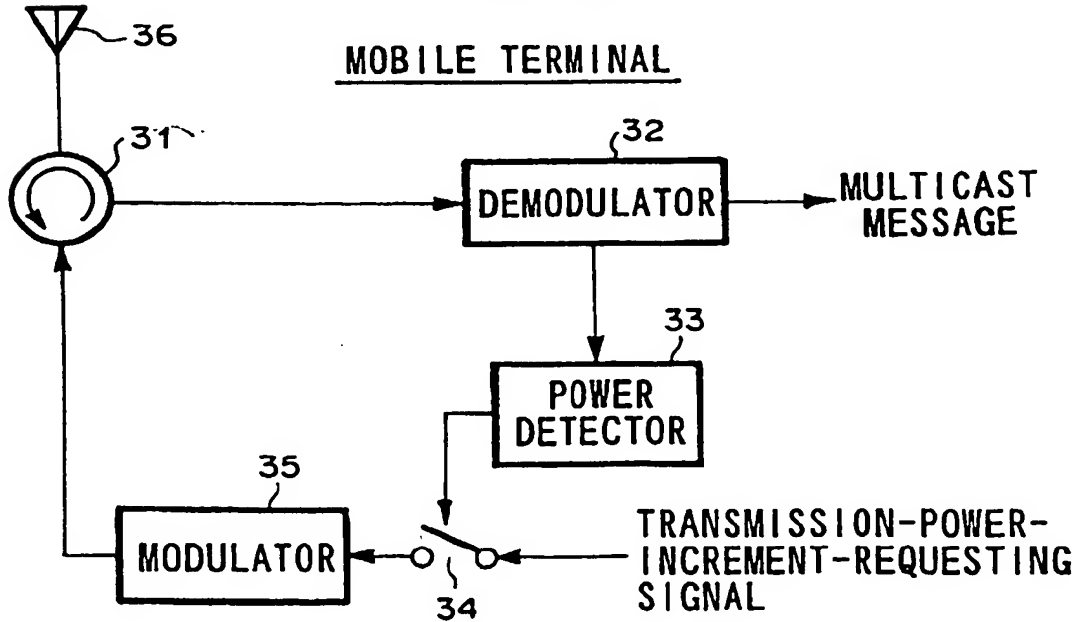 36
MOBILE TERMINAL
31
32
DEMODULATOR
MULTICAST
MESSAGE
33
POWER
DETECTOR
35
MODULATOR
34
TRANSMISSION-POWER-
INCREMENT-REQUESTING
SIGNAL